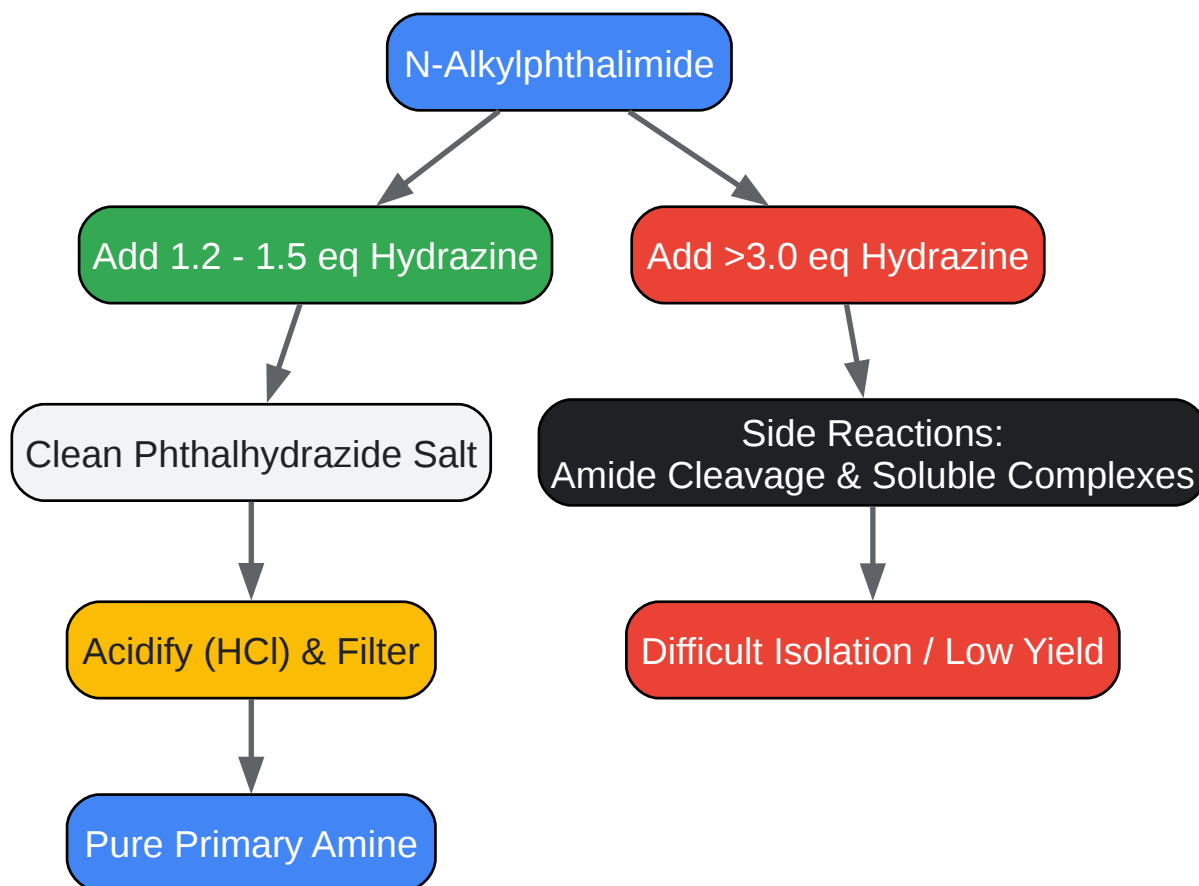 N-Alkylphthalimide
Add 1.2 - 1.5 eq Hydrazine
Add >3.0 eq Hydrazine
Clean Phthalhydrazide Salt
Side Reactions:
Amide Cleavage & Soluble Complexes
Acidify (HCl) & Filter
Difficult Isolation / Low Yield
Pure Primary Amine